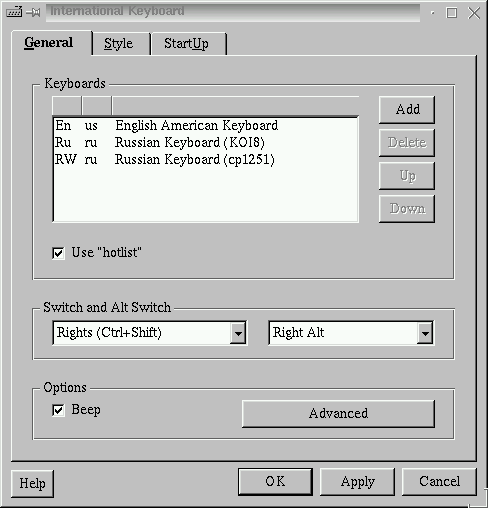 International Keyboard
General Style StartUp
Keyboards
En us English American Keyboard
Ru ru Russian Keyboard (KOI8)
RW ru Russian Keyboard (cp1251)
Add
Delete
Up
Down
Use "hotlist"
Switch and Alt Switch
Rights (Ctrl+Shift) Right Alt
Options
Beep Advanced
Help OK Apply Cancel